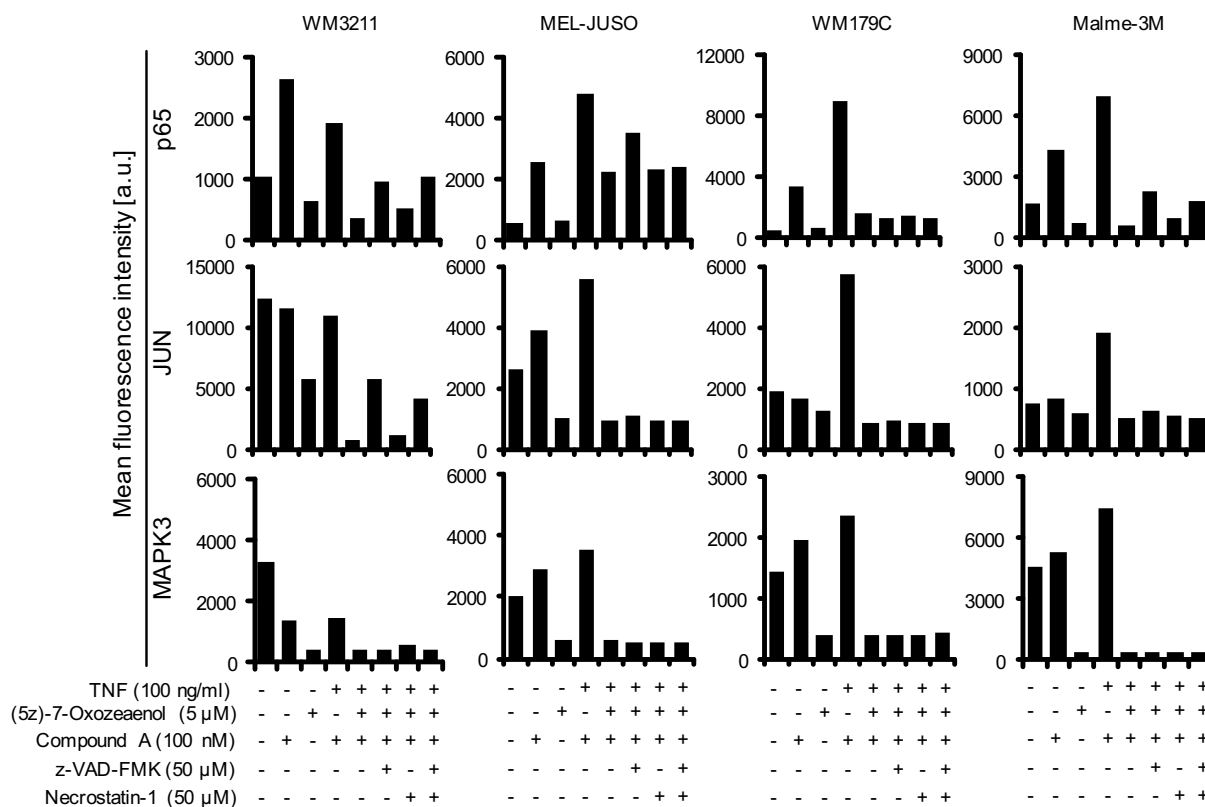 WM3211 MEL-JUSO WM179C Malme-3M
Mean fluorescence intensity [a.u.]
p65
3000 6000 12000 9000
2000 4000 8000 6000
1000 2000 4000 3000
0 0 0 0
JUN
15000 6000 6000 3000
10000 4000 4000 2000
5000 2000 2000 1000
0 0 0 0
MAPK3
6000 6000 3000 9000
4000 4000 2000 6000
2000 2000 1000 3000
0 0 0 0
TNF (100 ng/ml) - - - + + + + + - - - + + + + + - - - + + + + + - - - + + + + +
(5z)-7-Oxozeaenol (5 µM) - - + - + + + + - - + - + + + + - - + - + + + + - - + - + + + +
Compound A (100 nM) - + - + + + + + - + - + + + + + - + - + + + + + - + - + + + + +
z-VAD-FMK (50 µM) - - - - - + - + - - - - - + - + - - - - - + - + - - - - - + - +
Necrostatin-1 (50 µM) - - - - - - + + - - - - - - + + - - - - - - + + - - - - - - + +